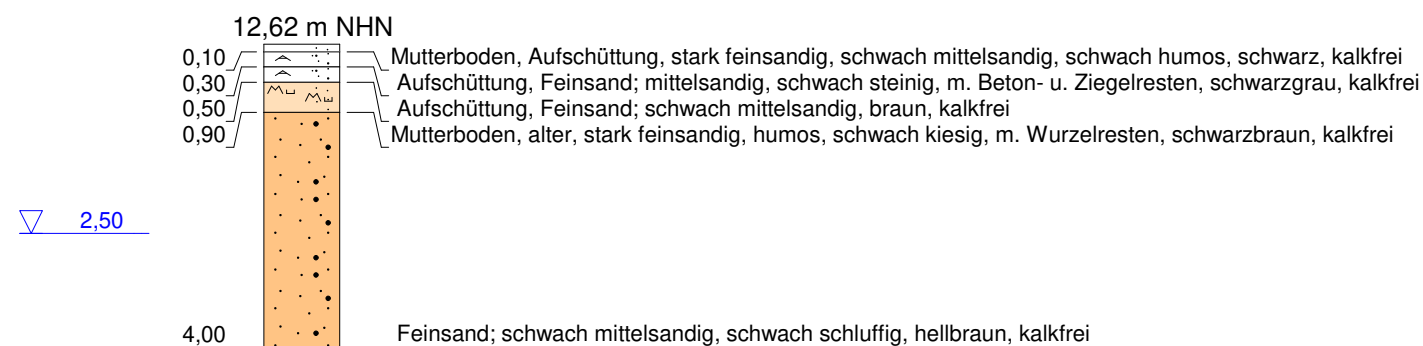 12,62 m NHN
0,10 Mutterboden, Aufschüttung, stark feinsandig, schwach mittelsandig, schwach humos, schwarz, kalkfrei
0,30 Aufschüttung, Feinsand; mittelsandig, schwach steinig, m. Beton- u. Ziegelresten, schwarzgrau, kalkfrei
0,50 Aufschüttung, Feinsand; schwach mittelsandig, braun, kalkfrei
0,90 Mutterboden, alter, stark feinsandig, humos, schwach kiesig, m. Wurzelresten, schwarzbraun, kalkfrei
2,50
4,00 Feinsand; schwach mittelsandig, schwach schluffig, hellbraun, kalkfrei